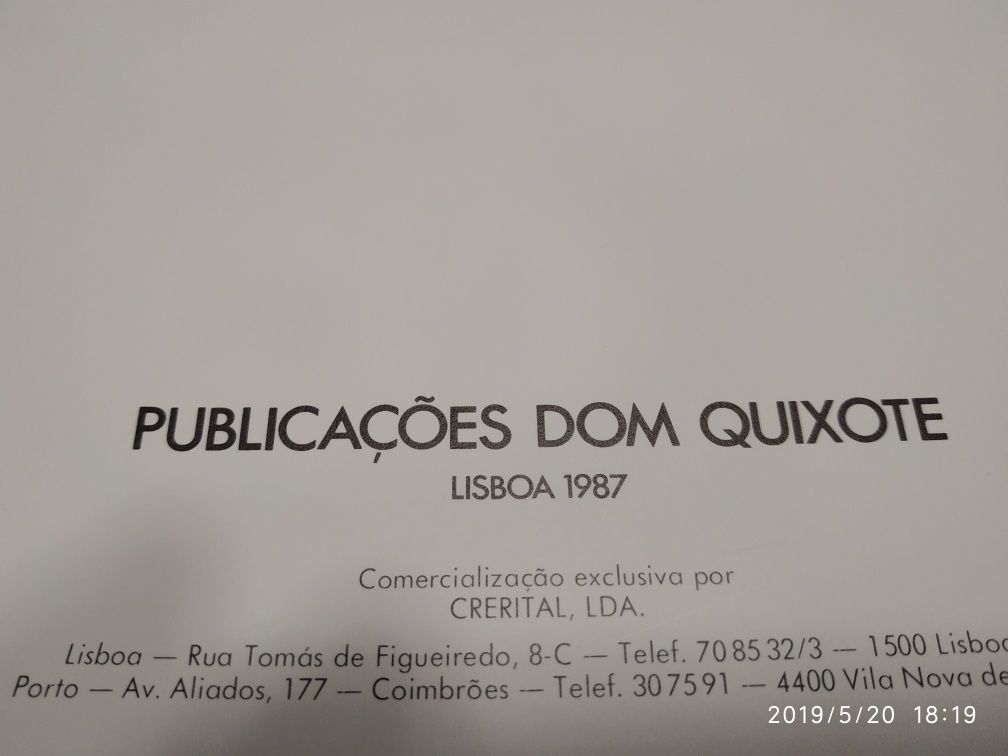 PUBLICAÇÕES DOM QUIXOTE
LISBOA 1987
Comercialização exclusiva por
CRERITAL, LDA.
Lisboa — Rua Tomás de Figueiredo, 8-C — Telef. 70 85 32/3 — 1500 Lisboa
Porto — Av. Aliados, 177 — Coimbrões — Telef. 30 75 91 — 4400 Vila Nova de
2019/5/20 18:19